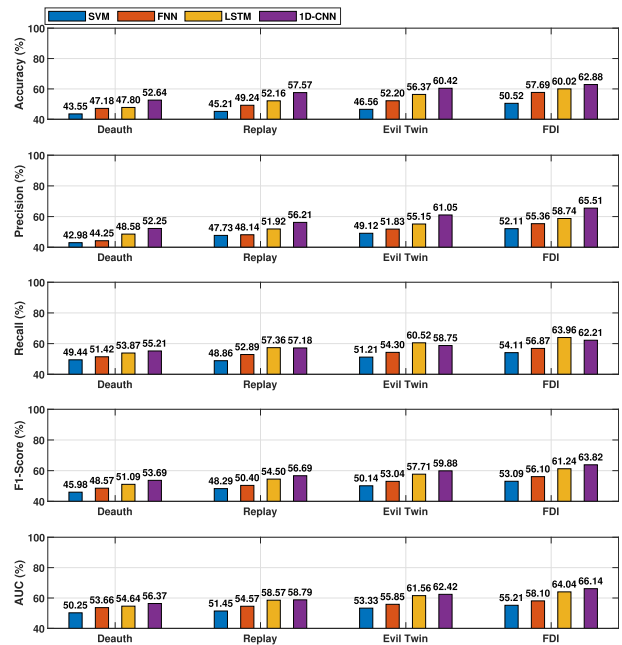 SVM FNN LSTM 1D-CNN
Accuracy (%)
100
80
60
40
43.55 47.18 47.80 52.64 45.21 49.24 52.16 57.57 46.56 52.20 56.37 60.42 50.52 57.69 60.02 62.88
Deauth Replay Evil Twin FDI
Precision (%)
100
80
60
40
42.98 44.25 48.58 52.25 47.73 48.14 51.92 56.21 49.12 51.83 55.15 61.05 52.11 55.36 58.74 65.51
Deauth Replay Evil Twin FDI
Recall (%)
100
80
60
40
49.44 51.42 53.87 55.21 48.86 52.89 57.36 57.18 51.21 54.30 60.52 58.75 54.11 56.87 63.96 62.21
Deauth Replay Evil Twin FDI
F1-Score (%)
100
80
60
40
45.98 48.57 51.09 53.69 48.29 50.40 54.50 56.69 50.14 53.04 57.71 59.88 53.09 56.10 61.24 63.82
Deauth Replay Evil Twin FDI
AUC (%)
100
80
60
40
50.25 53.66 54.64 56.37 51.45 54.57 58.57 58.79 53.33 55.85 61.56 62.42 55.21 58.10 64.04 66.14
Deauth Replay Evil Twin FDI